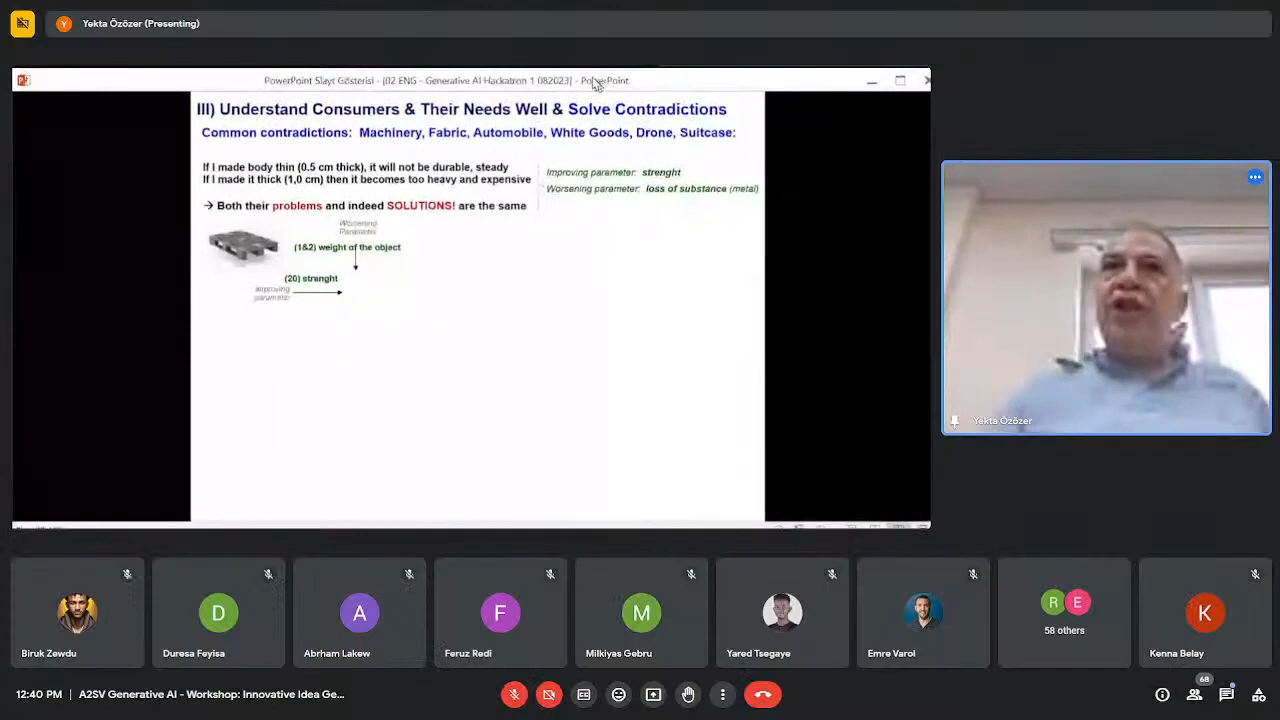 Y
Yekta Özözer (Presenting)
PowerPoint Slayt Gösterisi - [02 ENG - Generative AI Hackatron 1 082023] - PowerPoint
III) Understand Consumers & Their Needs Well & Solve Contradictions
Common contradictions: Machinery, Fabric, Automobile, White Goods, Drone, Suitcase:
If I made body thin (0.5 cm thick), it will not be durable, steady
If I made it thick (1,0 cm) then it becomes too heavy and expensive
→ Both their problems and indeed SOLUTIONS! are the same
Improving parameter: strenght
Worsening parameter: loss of substance (metal)
Worsening
Parameter
(1&2) weight of the object
(20) strenght
improving
parameter
Yekta Özözer
D
A
F
M
R E
K
Biruk Zewdu
Duresa Feyisa
Abrham Lakew
Feruz Redi
Milkiyas Gebru
Yared Tsegaye
Emre Varol
58 others
Kenna Belay
12:40 PM | A2SV Generative AI - Workshop: Innovative Idea Ge...
68